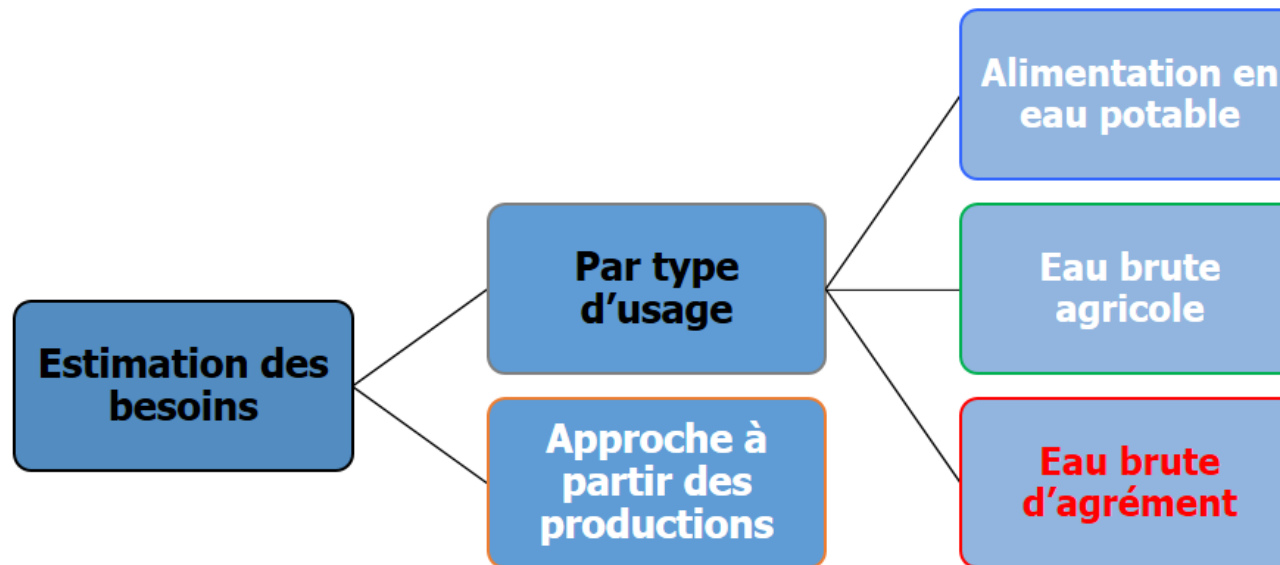 Estimation des
besoins
Par type
d’usage
Approche à
partir des
productions
Alimentation en
eau potable
Eau brute
agricole
Eau brute
d’agrément